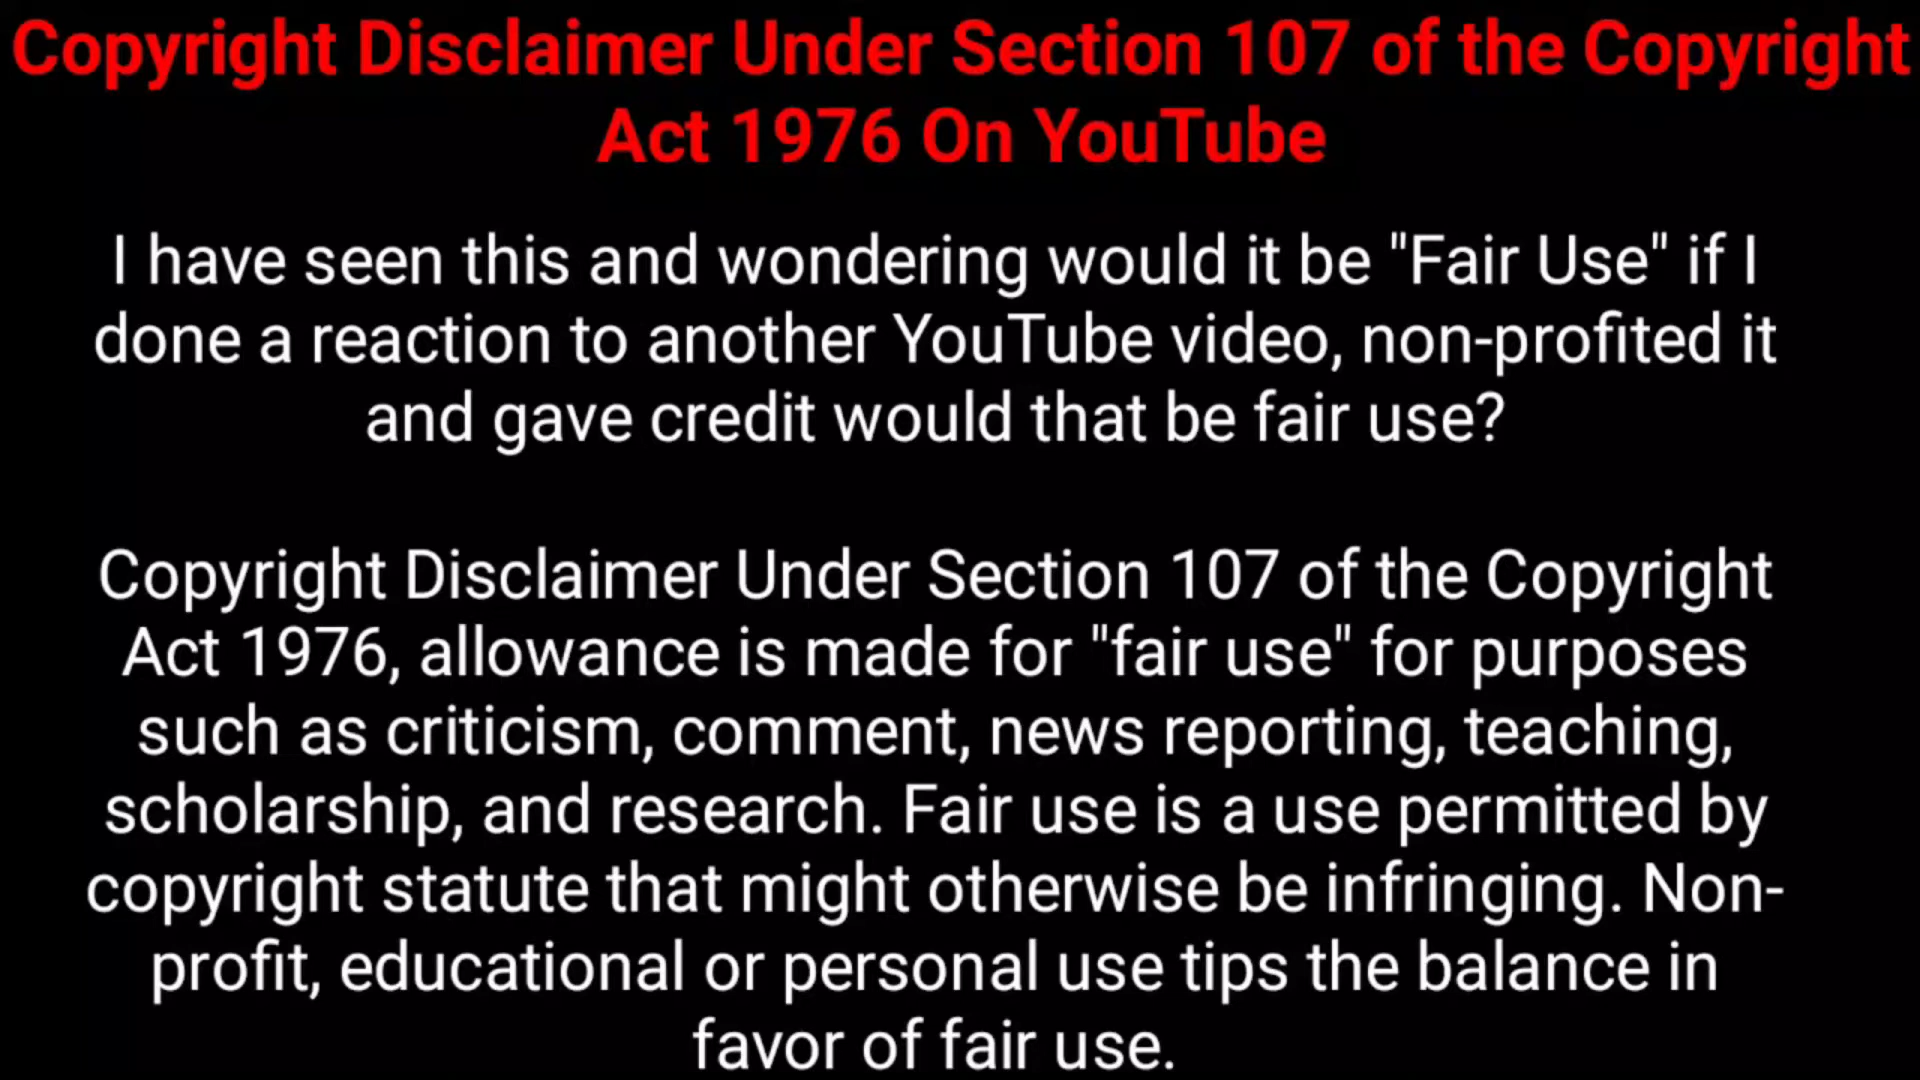 Copyright Disclaimer Under Section 107 of the Copyright
Act 1976 On YouTube
I have seen this and wondering would it be "Fair Use" if I
done a reaction to another YouTube video, non-profited it
and gave credit would that be fair use?
Copyright Disclaimer Under Section 107 of the Copyright
Act 1976, allowance is made for "fair use" for purposes
such as criticism, comment, news reporting, teaching,
scholarship, and research. Fair use is a use permitted by
copyright statute that might otherwise be infringing. Non-
profit, educational or personal use tips the balance in
favor of fair use.